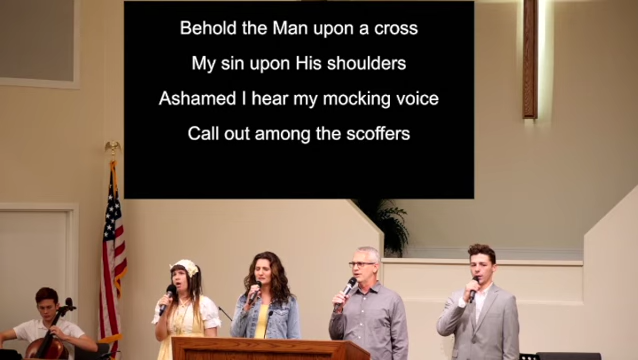 Behold the Man upon a cross
My sin upon His shoulders
Ashamed I hear my mocking voice
Call out among the scoffers